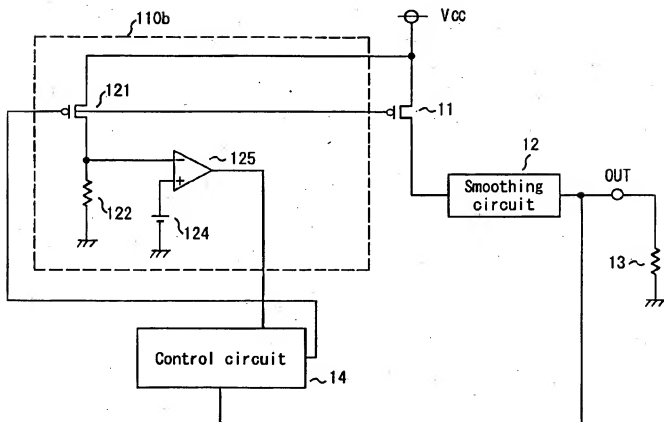 110b
Vcc
121
11
125
12
Smoothing
circuit
OUT
122
124
13
Control circuit
14